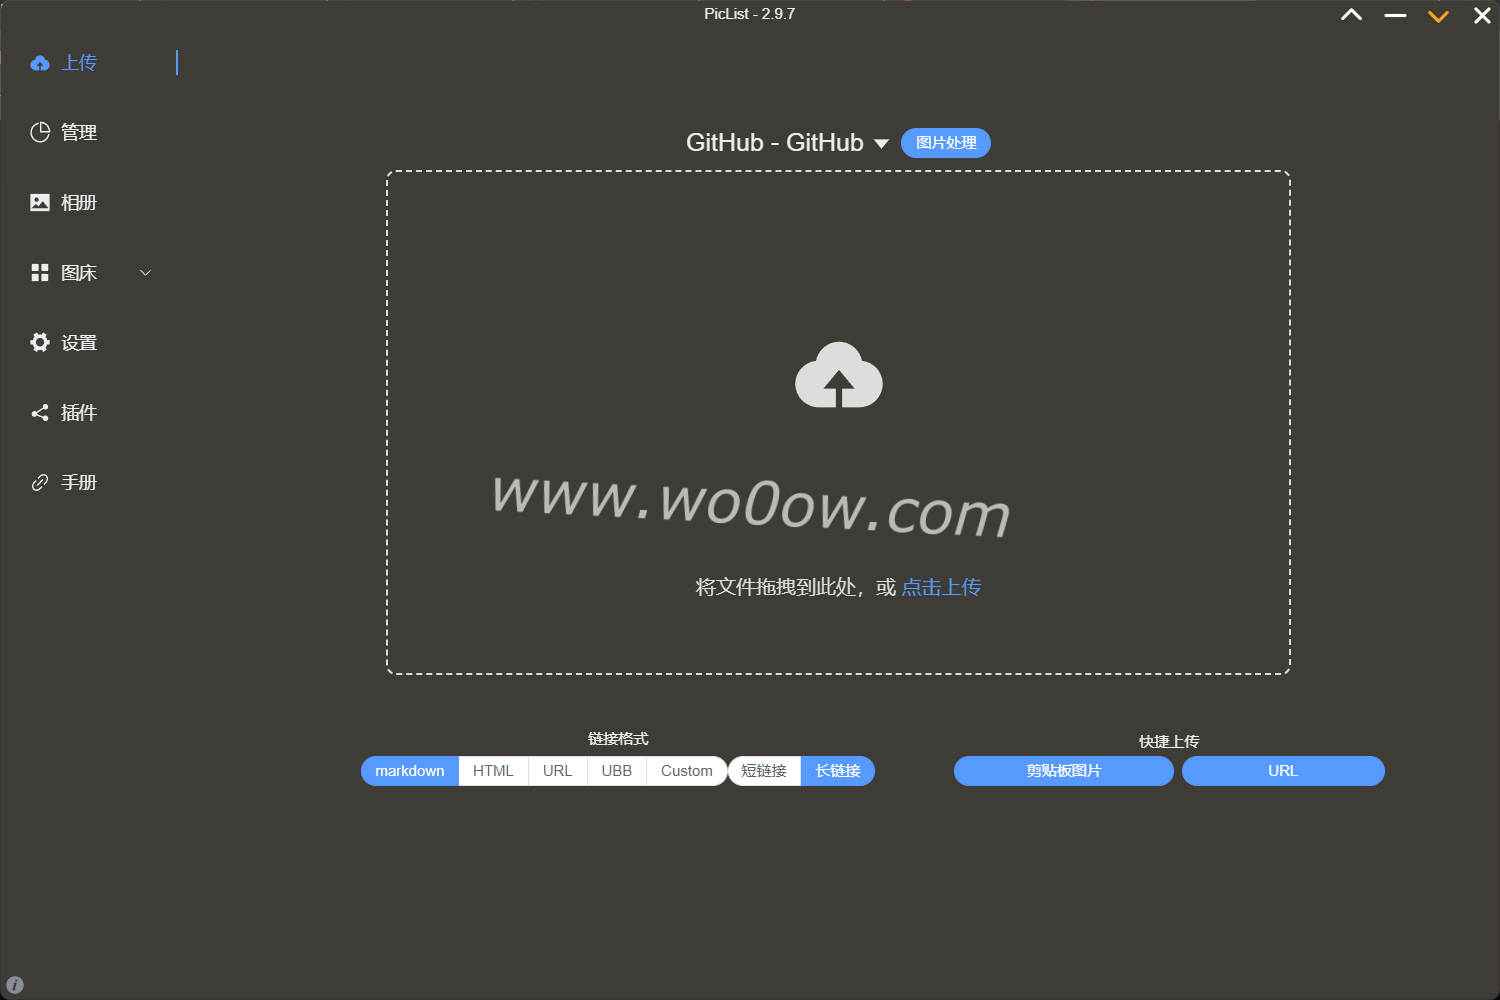 PicList - 2.9.7
上传
管理
相册
图床
设置
插件
手册
GitHub - GitHub
图片处理
www.wo0ow.com
将文件拖拽到此处，或 点击上传
链接格式
markdown HTML URL UBB Custom 短链接 长链接
快捷上传
剪贴板图片 URL